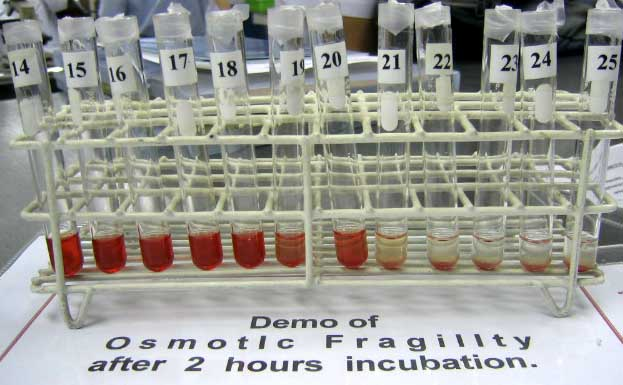 14 15 16 17 18 19 20 21 22 23 24 25
Demo of
Osmotic Fragility
after 2 hours incubation.